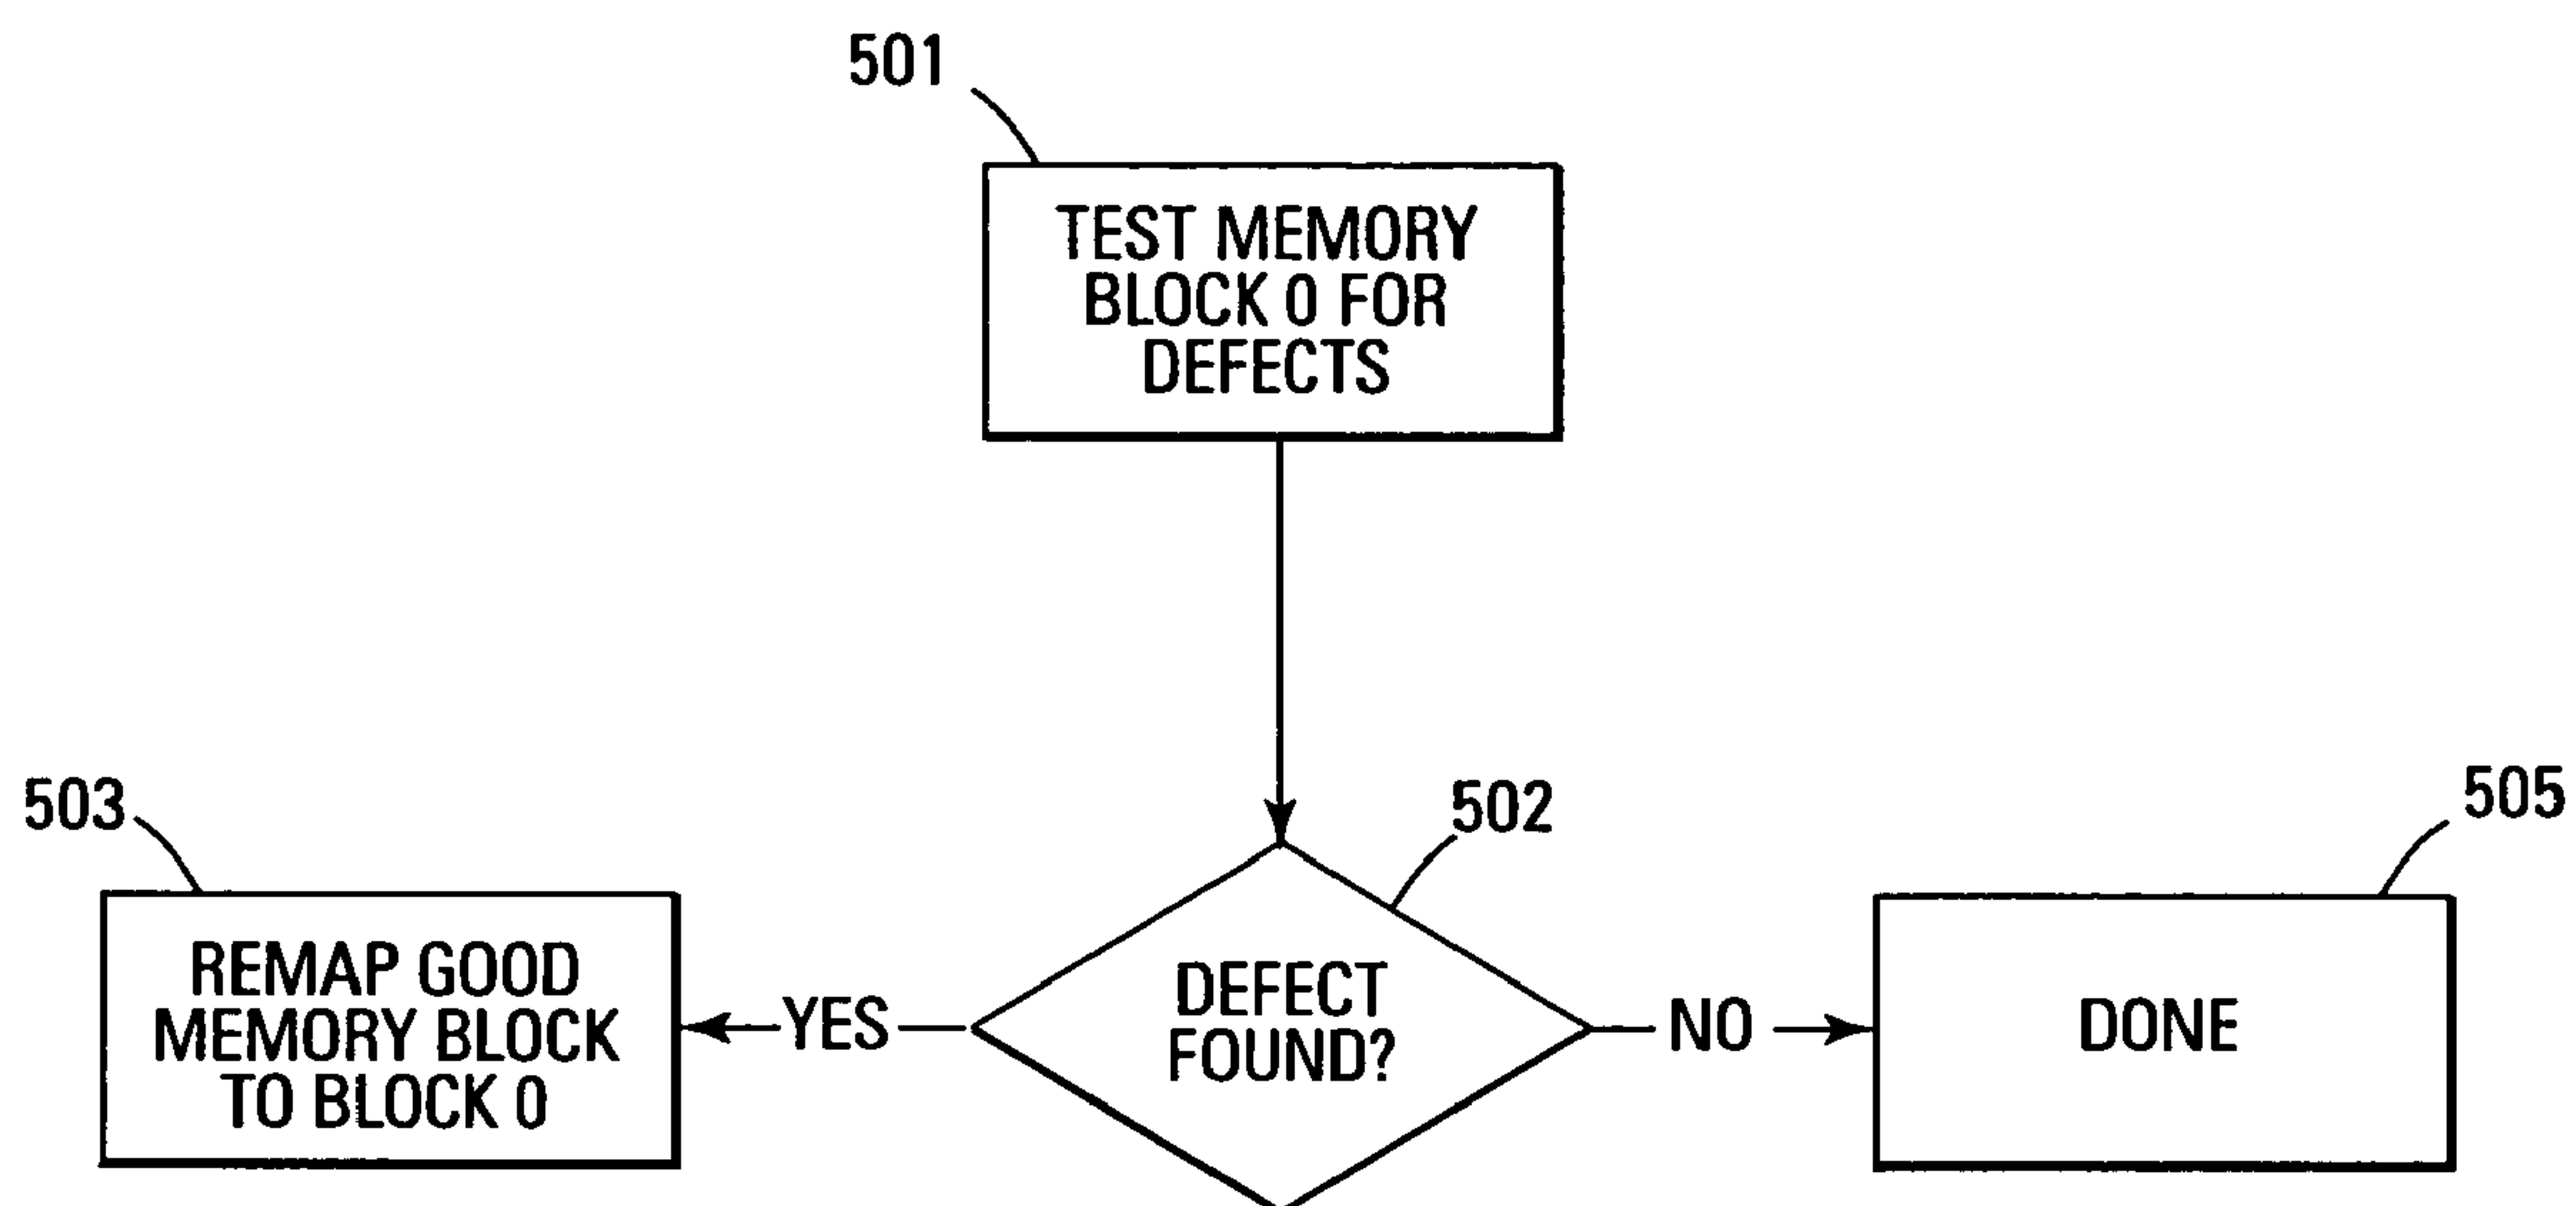 501
TEST MEMORY
BLOCK 0 FOR
DEFECTS
503
502
505
REMAP GOOD
MEMORY BLOCK
TO BLOCK 0
YES
DEFECT
FOUND?
NO
DONE